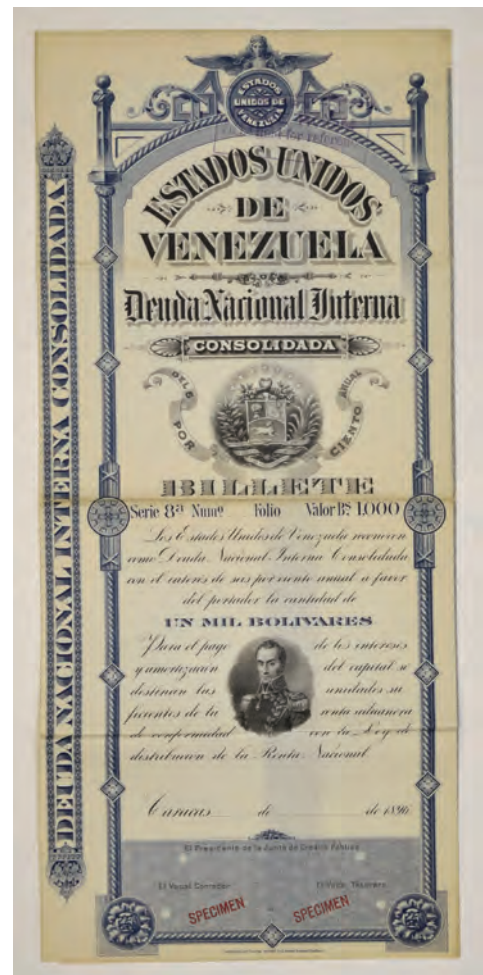 ESTADOS
UNIDOS DE
VENEZUELA
for referen
ESTADOS UNIDOS
DE
VENEZUELA
Deuda Nacional Interna
CONSOLIDADA
POR CIENTO ANUAL
BILLETE
Serie 8ª Numº Folio Valor Bs 1.000
Los Estados Unidos de Venezuela reconocen
como Deuda Nacional Interna Consolidada
con el interés de seis por ciento anual a favor
del portador la cantidad de
UN MIL BOLIVARES
Para el pago de los intereses
y amortización del capital se
destinan las unidades su
ficientes de la renta aduanera
de conformidad con la Ley de
distribución de la Renta Nacional
Caracas de de 1896
El Presidente de la Junta de Crédito Público
El Vocal Contador El Vocal Tesorero
SPECIMEN SPECIMEN
DEUDA NACIONAL INTERNA CONSOLIDADA